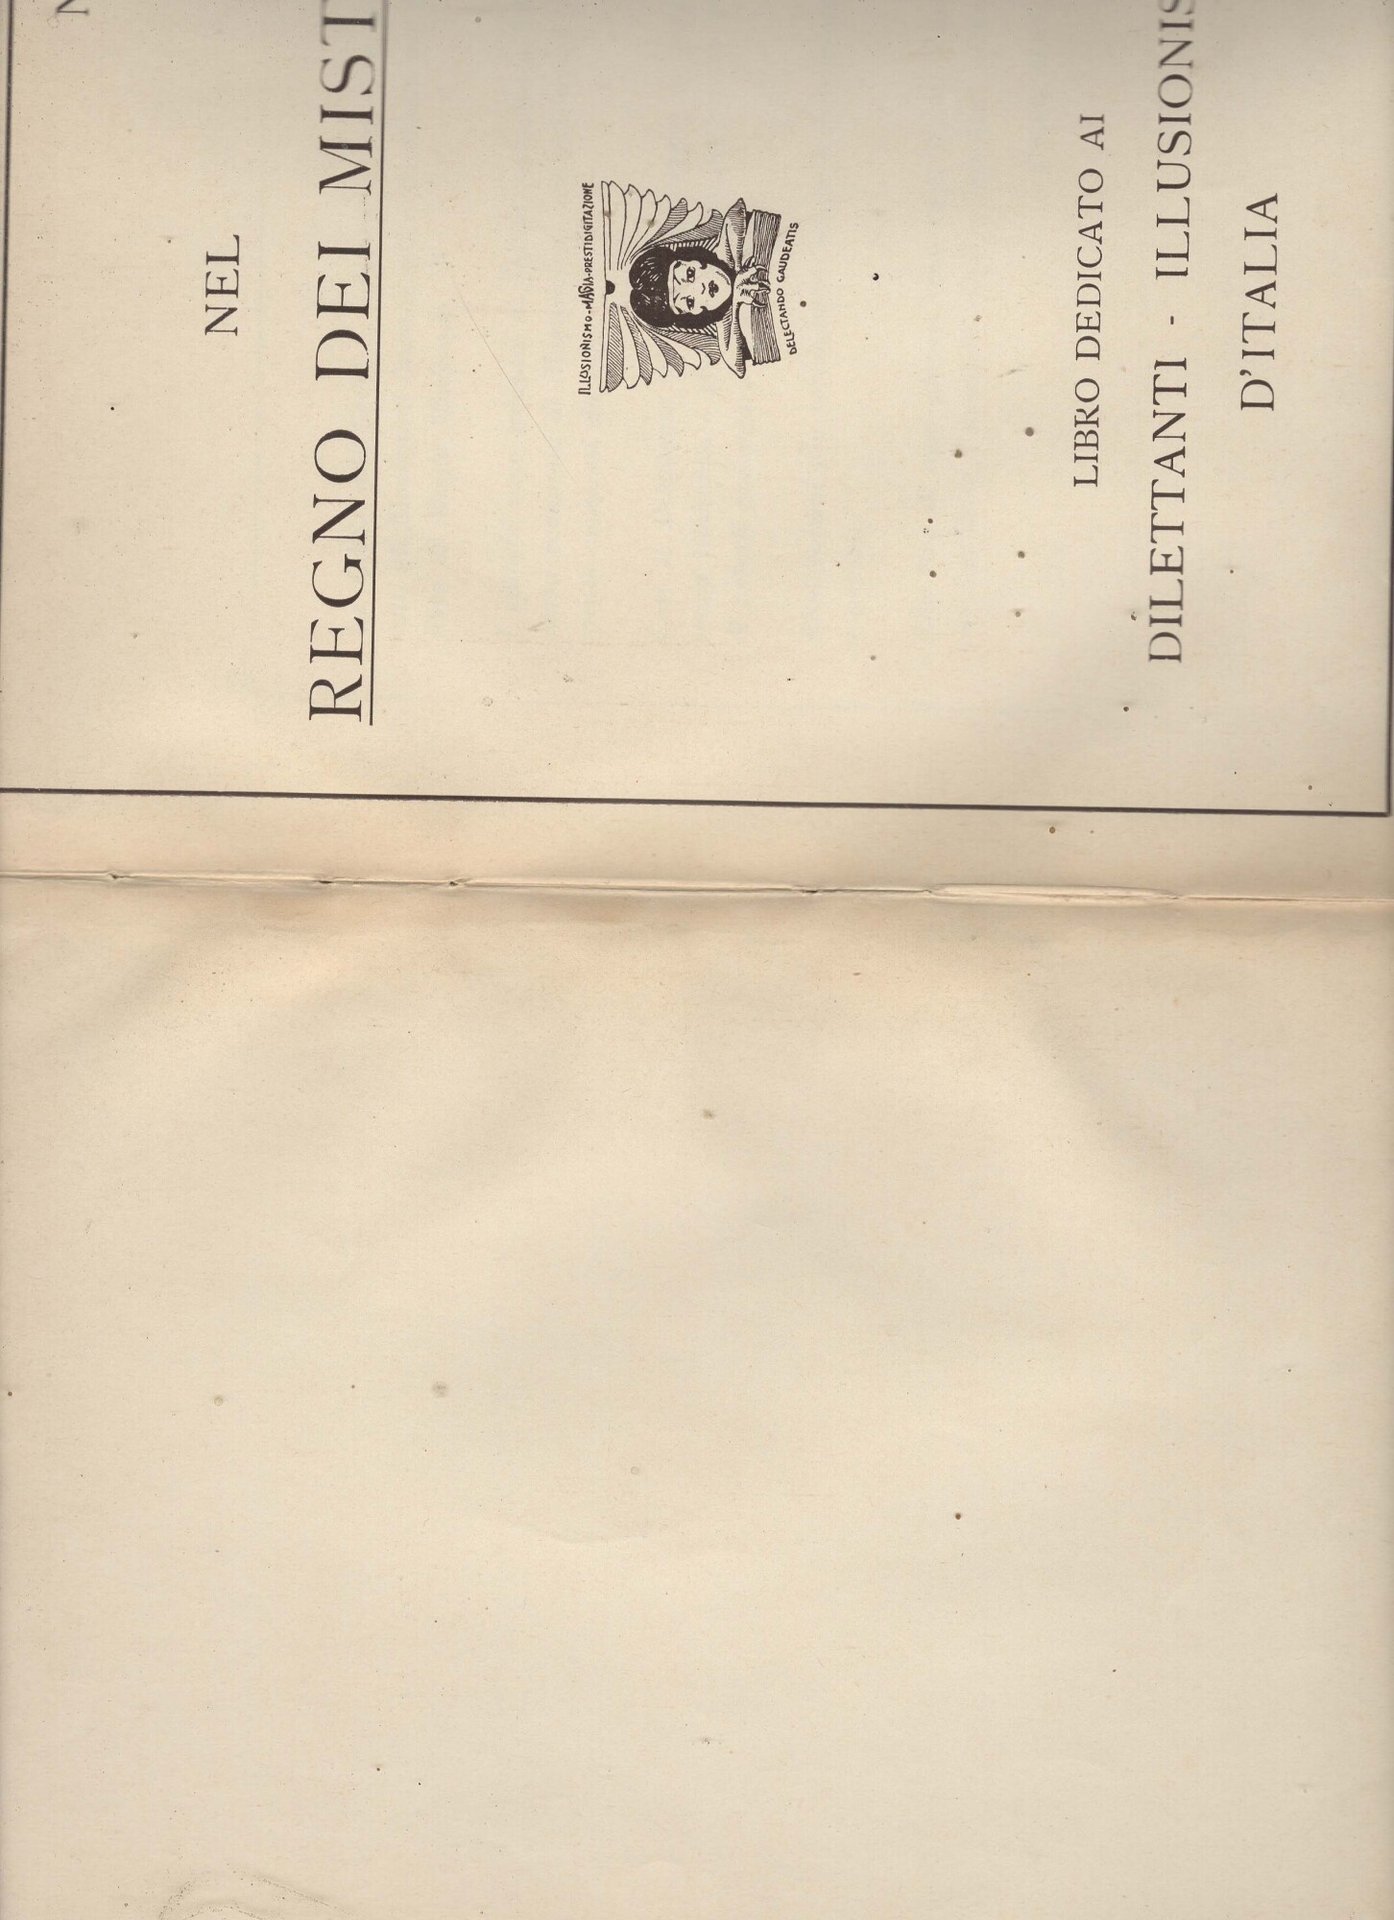 NEL
REGNO DEI MIST
ILLUSIONISMO-MAGIA-PRESTIDIGITAZIONE
DELECTANDO GAUDEATIS
LIBRO DEDICATO AI
DILETTANTI - ILLUSIONIS
D'ITALIA